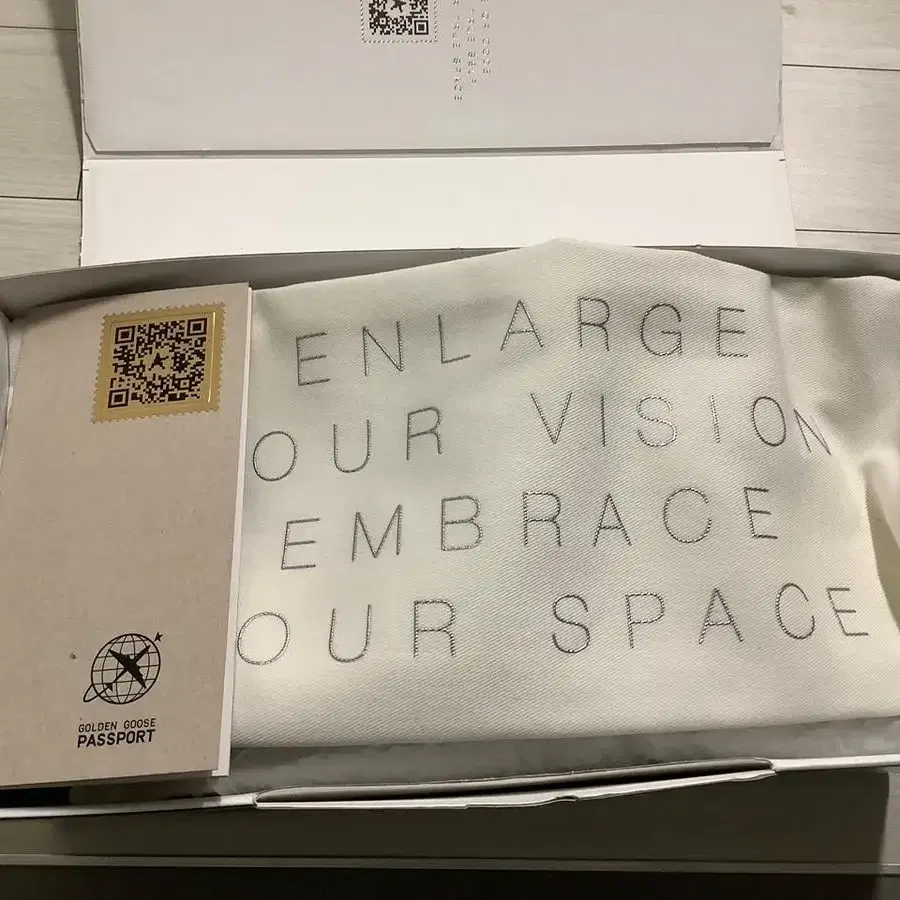 ENLARGE
OUR VISION
EMBRACE
OUR SPACE
GOLDEN GOOSE
PASSPORT